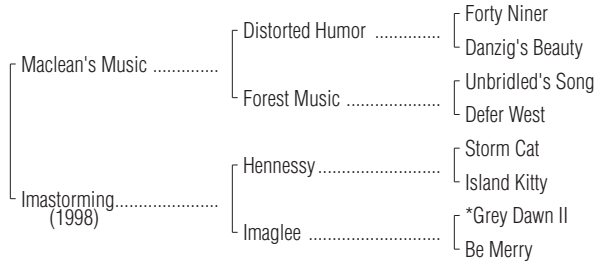 Forty Niner
Distorted Humor ..............
Danzig's Beauty
Maclean's Music ..............
Unbridled's Song
Forest Music ....................
Defer West
Storm Cat
Hennessy..........................
Island Kitty
Imastorming......................
(1998)
*Grey Dawn II
Imaglee ............................
Be Merry